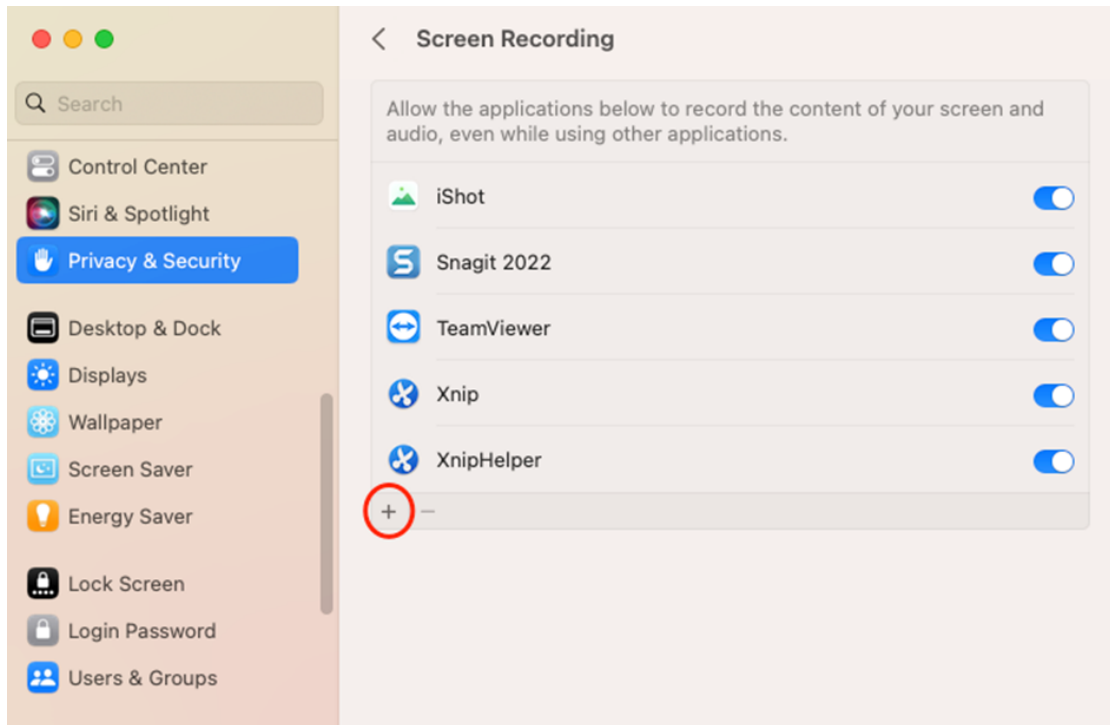 Search
Control Center
Siri & Spotlight
Privacy & Security
Desktop & Dock
Displays
Wallpaper
Screen Saver
Energy Saver
Lock Screen
Login Password
Users & Groups
Screen Recording
Allow the applications below to record the content of your screen and
audio, even while using other applications.
iShot
Snagit 2022
TeamViewer
Xnip
XnipHelper